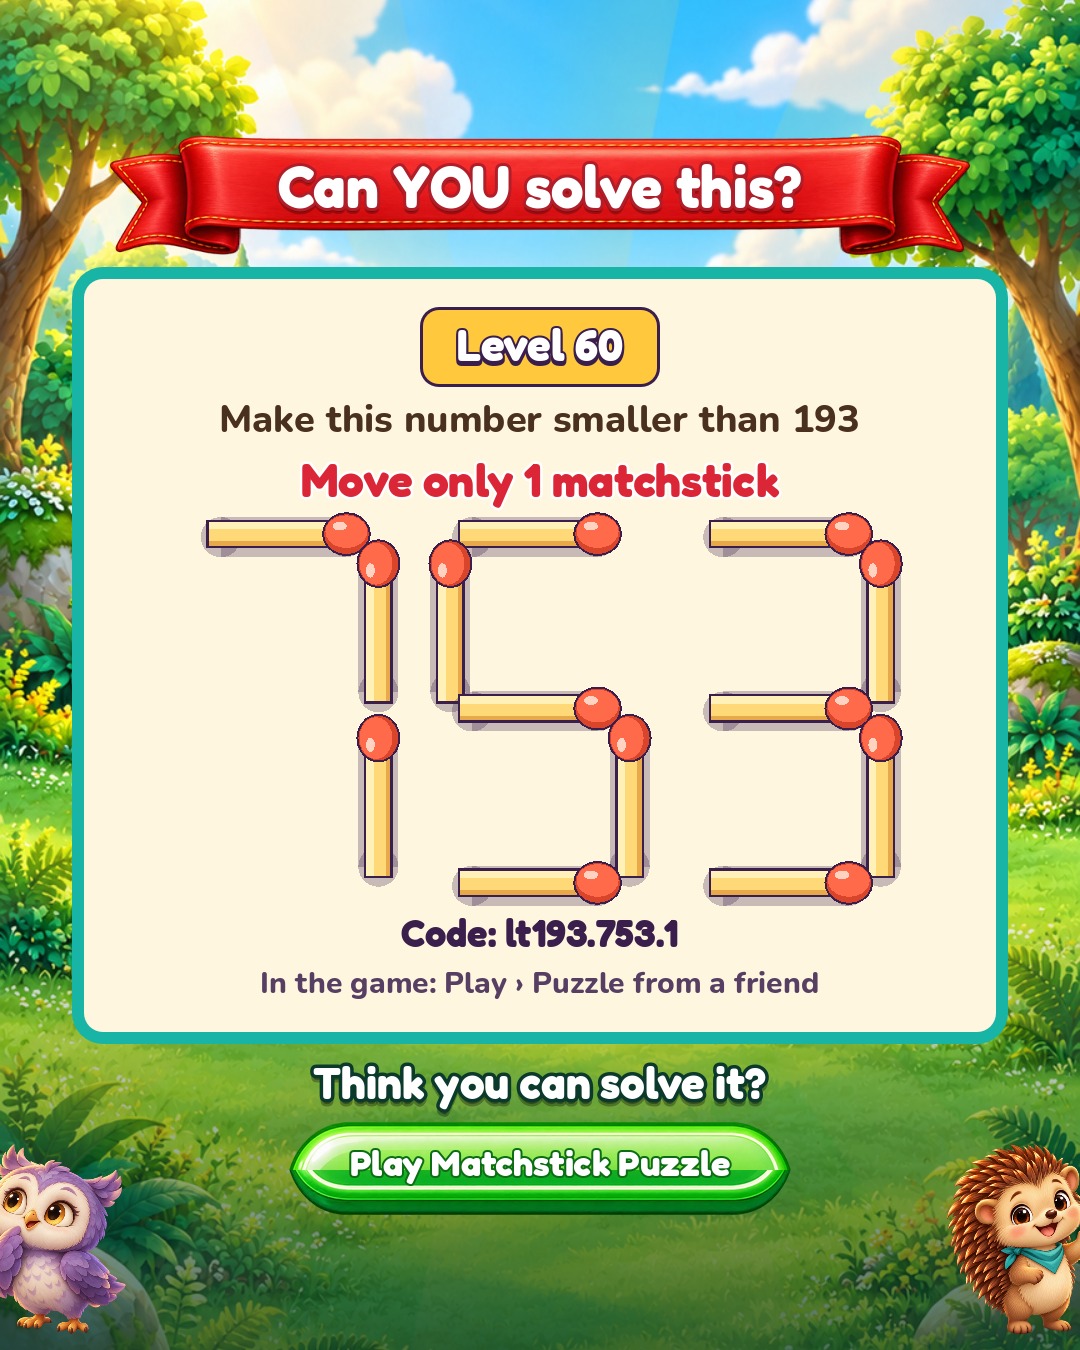 Can YOU solve this?
Level 60
Make this number smaller than 193
Move only 1 matchstick
753
Code: lt193.753.1
In the game: Play › Puzzle from a friend
Think you can solve it?
Play Matchstick Puzzle